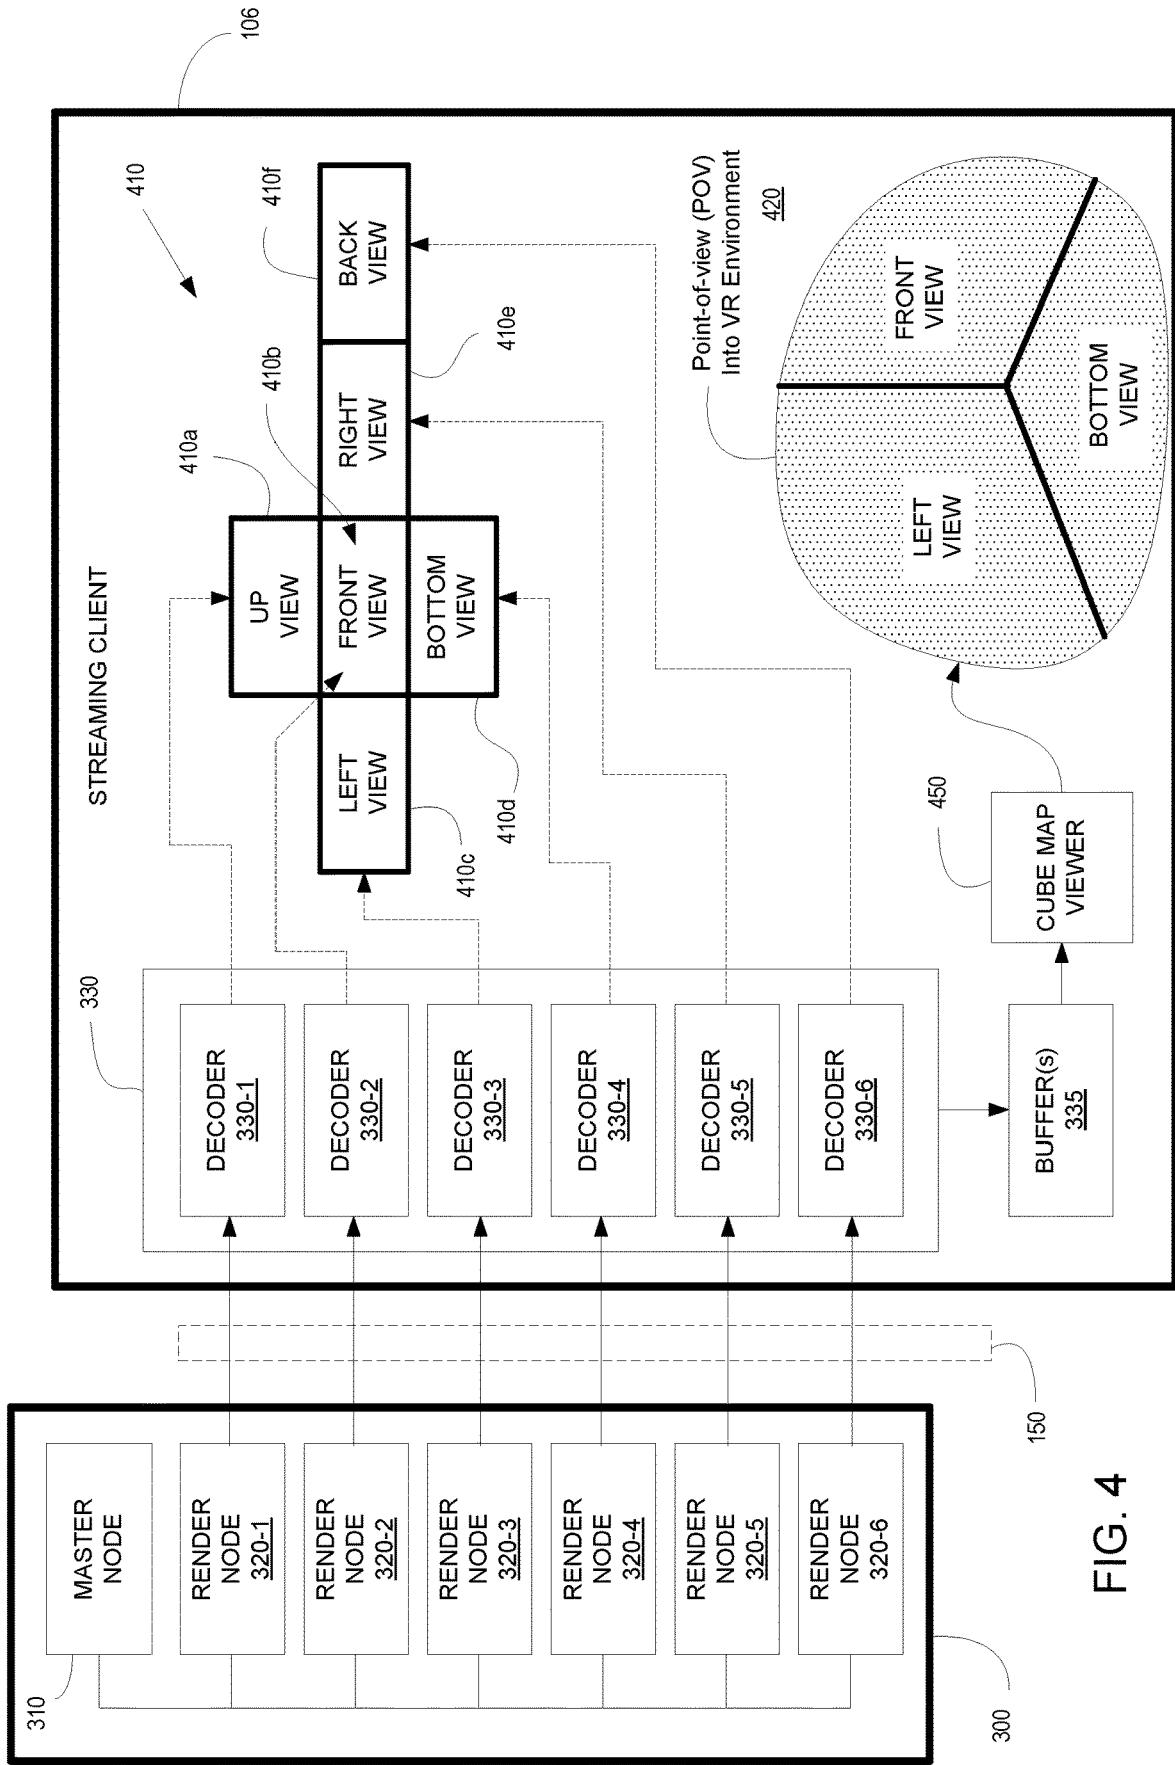 300
310
MASTER
NODE
RENDER
NODE
320-1
RENDER
NODE
320-2
RENDER
NODE
320-3
RENDER
NODE
320-4
RENDER
NODE
320-5
RENDER
NODE
320-6
150
STREAMING CLIENT
106
330
DECODER
330-1
DECODER
330-2
DECODER
330-3
DECODER
330-4
DECODER
330-5
DECODER
330-6
BUFFER(s)
335
450
CUBE MAP
VIEWER
410
410a
UP
VIEW
410b
FRONT
VIEW
410c
LEFT
VIEW
410d
BOTTOM
VIEW
410e
RIGHT
VIEW
410f
BACK
VIEW
Point-of-view (POV)
Into VR Environment
420
LEFT
VIEW
FRONT
VIEW
BOTTOM
VIEW
FIG. 4